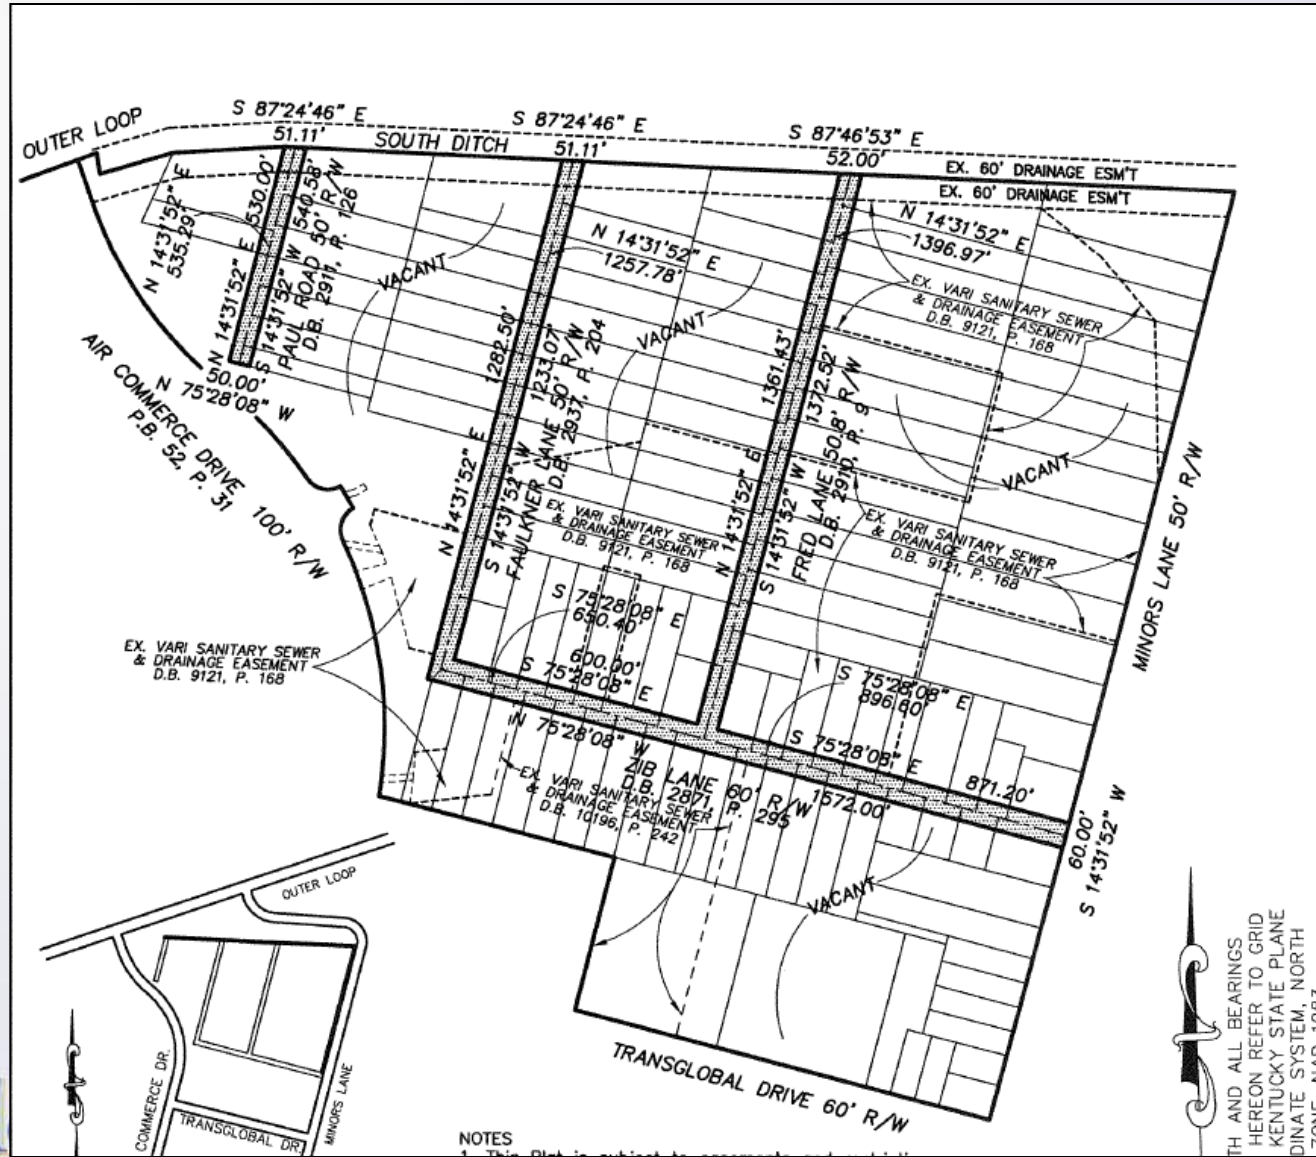 OUTER LOOP
S 87°24'46" E
51.11'
SOUTH DITCH
S 87°24'46" E
51.11'
S 87°46'53" E
52.00'
EX. 60' DRAINAGE ESM'T
EX. 60' DRAINAGE ESM'T
N 14°31'52" E
535.29'
N 14°31'52" E
530.00'
S 14°31'52" W
540.58'
PAUL ROAD 50' R/W
D.B. 2911, P. 126
50.00'
N 75°28'08" W
AIR COMMERCE DRIVE 100' R/W
P.B. 52, P. 31
VACANT
N 14°31'52" E
1257.78'
N 14°31'52" E
1282.50'
S 14°31'52" W
1233.07'
FAULKNER LANE 50' R/W
D.B. 2937, P. 204
VACANT
N 14°31'52" E
1396.97'
EX. VARI SANITARY SEWER
& DRAINAGE EASEMENT
D.B. 9121, P. 168
N 14°31'52" E
1361.43'
S 14°31'52" W
1372.52'
FRED LANE 50.8' R/W
D.B. 2910, P. 9
VACANT
MINORS LANE 50' R/W
EX. VARI SANITARY SEWER
& DRAINAGE EASEMENT
D.B. 9121, P. 168
EX. VARI SANITARY SEWER
& DRAINAGE EASEMENT
D.B. 9121, P. 168
S 75°28'08" E
650.40'
600.00'
S 75°28'08" E
EX. VARI SANITARY SEWER
& DRAINAGE EASEMENT
D.B. 9121, P. 168
S 75°28'08" E
896.80'
S 75°28'08" E
871.20'
N 75°28'08" W
1572.00'
ZIB LANE 60' R/W
D.B. 2871, P. 295
EX. VARI SANITARY SEWER
& DRAINAGE EASEMENT
D.B. 10196, P. 242
60.00'
S 14°31'52" W
VACANT
TRANSGLOBAL DRIVE 60' R/W
OUTER LOOP
COMMERCE DR.
TRANSGLOBAL DR.
MINORS LANE
TH AND ALL BEARINGS
HEREON REFER TO GRID
KENTUCKY STATE PLANE
DINATE SYSTEM, NORTH
NOTES